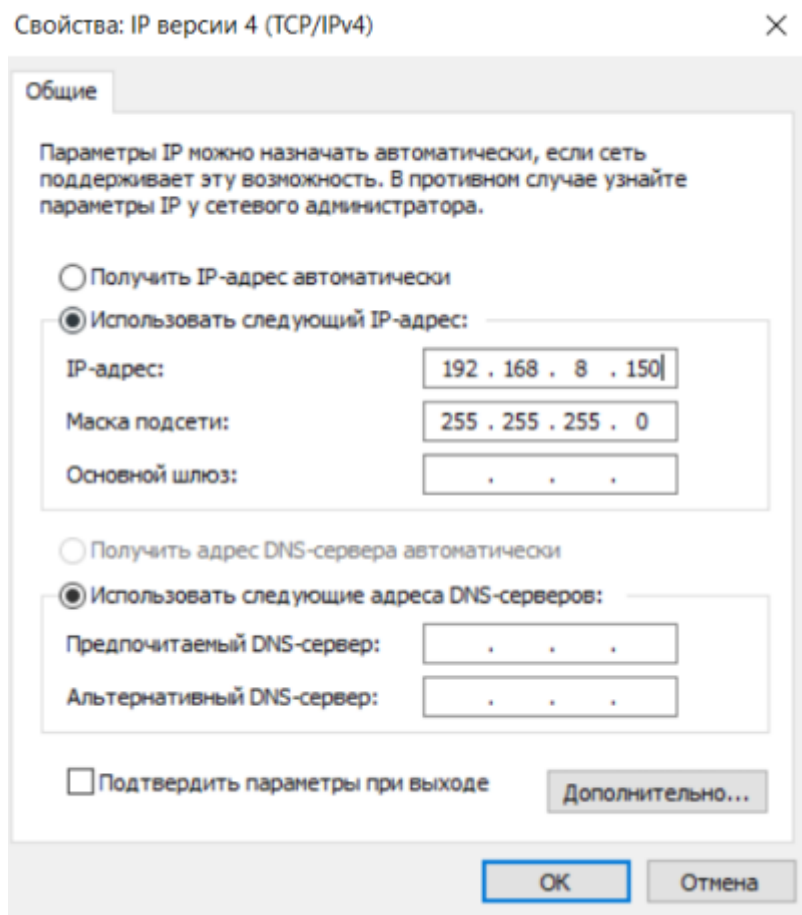 Свойства: IP версии 4 (TCP/IPv4)
Общие
Параметры IP можно назначать автоматически, если сеть
поддерживает эту возможность. В противном случае узнайте
параметры IP у сетевого администратора.
Получить IP-адрес автоматически
Использовать следующий IP-адрес:
IP-адрес: 192 . 168 . 8 . 150
Маска подсети: 255 . 255 . 255 . 0
Основной шлюз: . . .
Получить адрес DNS-сервера автоматически
Использовать следующие адреса DNS-серверов:
Предпочитаемый DNS-сервер: . . .
Альтернативный DNS-сервер: . . .
Подтвердить параметры при выходе
Дополнительно...
ОК Отмена